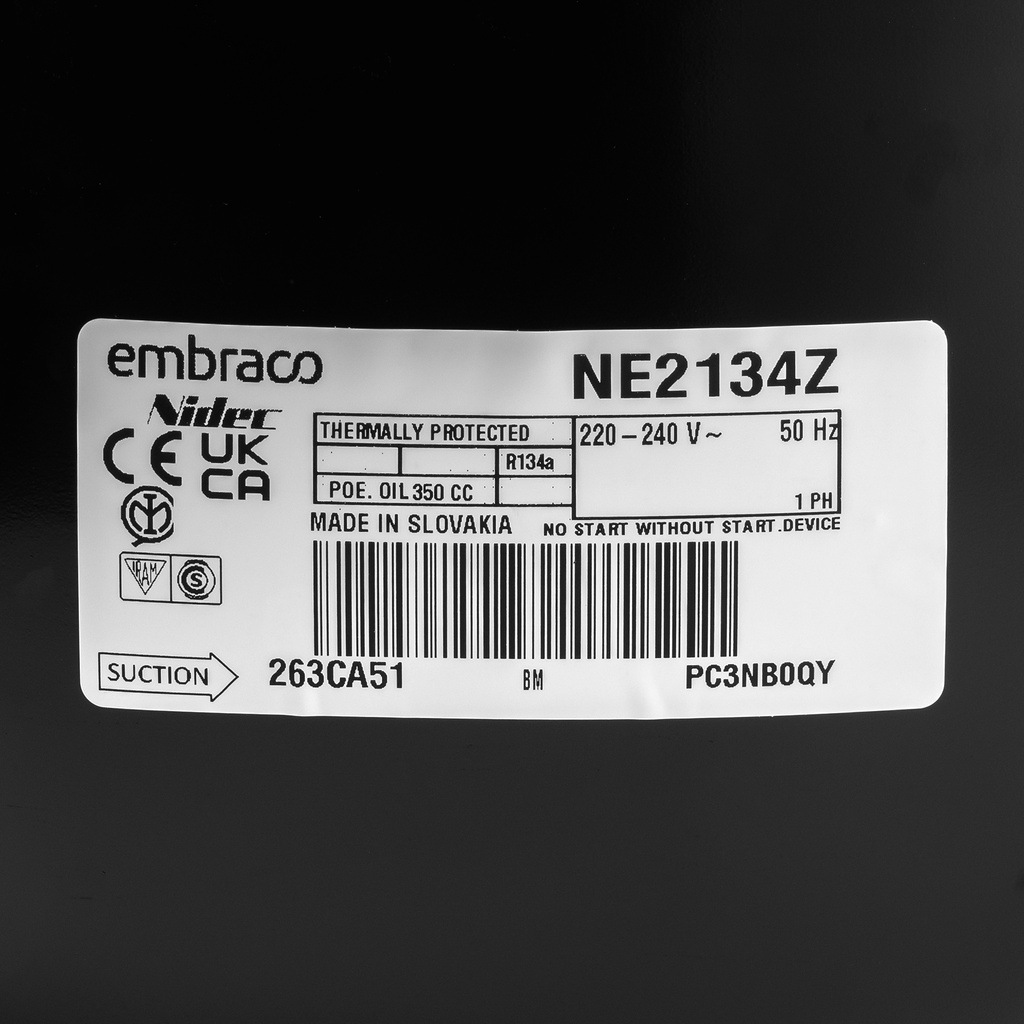 embraco
NE2134Z
Nidec
THERMALLY PROTECTED
220-240 V~ 50 Hz
CE UK
CA
R134a
POE. OIL 350 CC
1 PH
MADE IN SLOVAKIA
NO START WITHOUT START.DEVICE
IRAM S
SUCTION
263CA51 BM PC3NB0QY